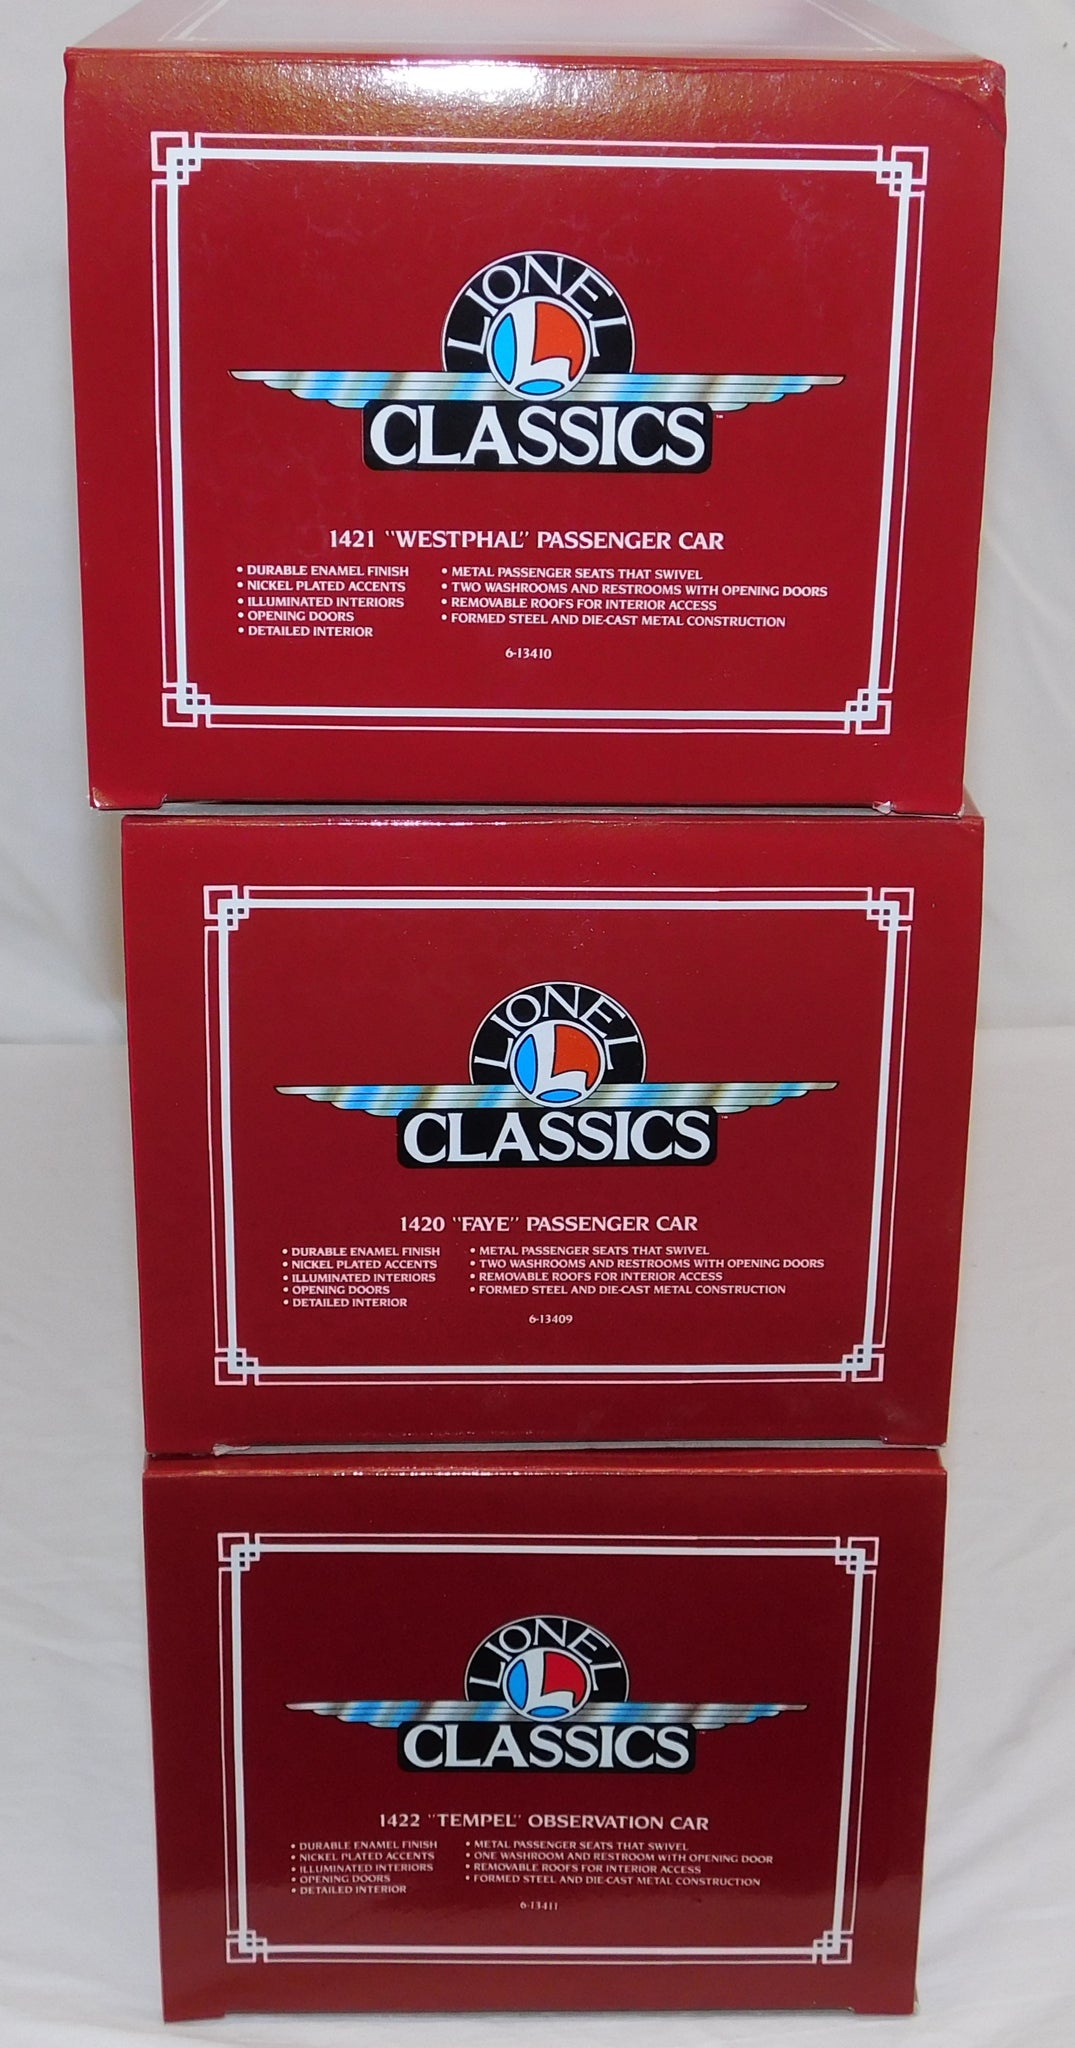 LIONEL
L
CLASSICS™
1421 "WESTPHAL" PASSENGER CAR
• DURABLE ENAMEL FINISH
• NICKEL PLATED ACCENTS
• ILLUMINATED INTERIORS
• OPENING DOORS
• DETAILED INTERIOR
• METAL PASSENGER SEATS THAT SWIVEL
• TWO WASHROOMS AND RESTROOMS WITH OPENING DOORS
• REMOVABLE ROOFS FOR INTERIOR ACCESS
• FORMED STEEL AND DIE-CAST METAL CONSTRUCTION
6-13410
LIONEL
L
CLASSICS™
1420 "FAYE" PASSENGER CAR
• DURABLE ENAMEL FINISH
• NICKEL PLATED ACCENTS
• ILLUMINATED INTERIORS
• OPENING DOORS
• DETAILED INTERIOR
• METAL PASSENGER SEATS THAT SWIVEL
• TWO WASHROOMS AND RESTROOMS WITH OPENING DOORS
• REMOVABLE ROOFS FOR INTERIOR ACCESS
• FORMED STEEL AND DIE-CAST METAL CONSTRUCTION
6-13409
LIONEL
L
CLASSICS™
1422 "TEMPEL" OBSERVATION CAR
• DURABLE ENAMEL FINISH
• NICKEL PLATED ACCENTS
• ILLUMINATED INTERIORS
• OPENING DOORS
• DETAILED INTERIOR
• METAL PASSENGER SEATS THAT SWIVEL
• ONE WASHROOM AND RESTROOM WITH OPENING DOOR
• REMOVABLE ROOFS FOR INTERIOR ACCESS
• FORMED STEEL AND DIE-CAST METAL CONSTRUCTION
6-13411